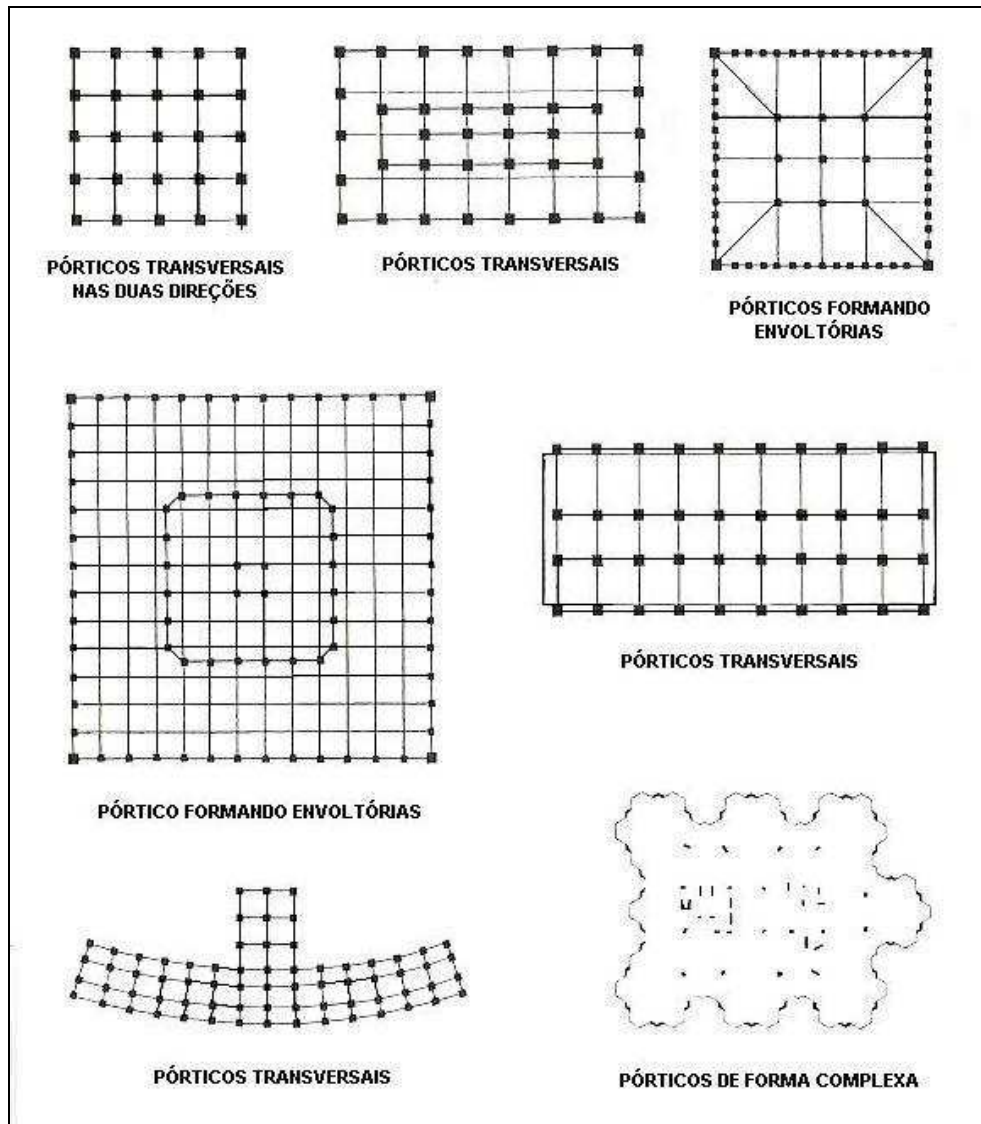 PÓRTICOS TRANSVERSAIS
NAS DUAS DIREÇÕES
PÓRTICOS TRANSVERSAIS
PÓRTICOS FORMANDO
ENVOLTÓRIAS
PÓRTICO FORMANDO ENVOLTÓRIAS
PÓRTICOS TRANSVERSAIS
PÓRTICOS TRANSVERSAIS
PÓRTICOS DE FORMA COMPLEXA